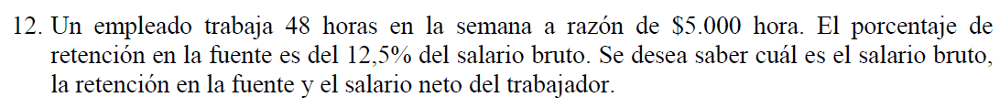 12. Un empleado trabaja 48 horas en la semana a razón de $5.000 hora. El porcentaje de
retención en la fuente es del 12,5% del salario bruto. Se desea saber cuál es el salario bruto,
la retención en la fuente y el salario neto del trabajador.